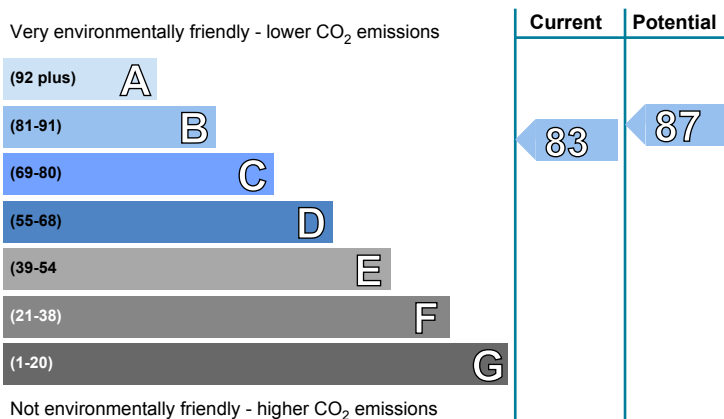 Very environmentally friendly - lower CO2 emissions
Current Potential
(92 plus) A
(81-91) B
83 87
(69-80) C
(55-68) D
(39-54 E
(21-38) F
(1-20) G
Not environmentally friendly - higher CO2 emissions